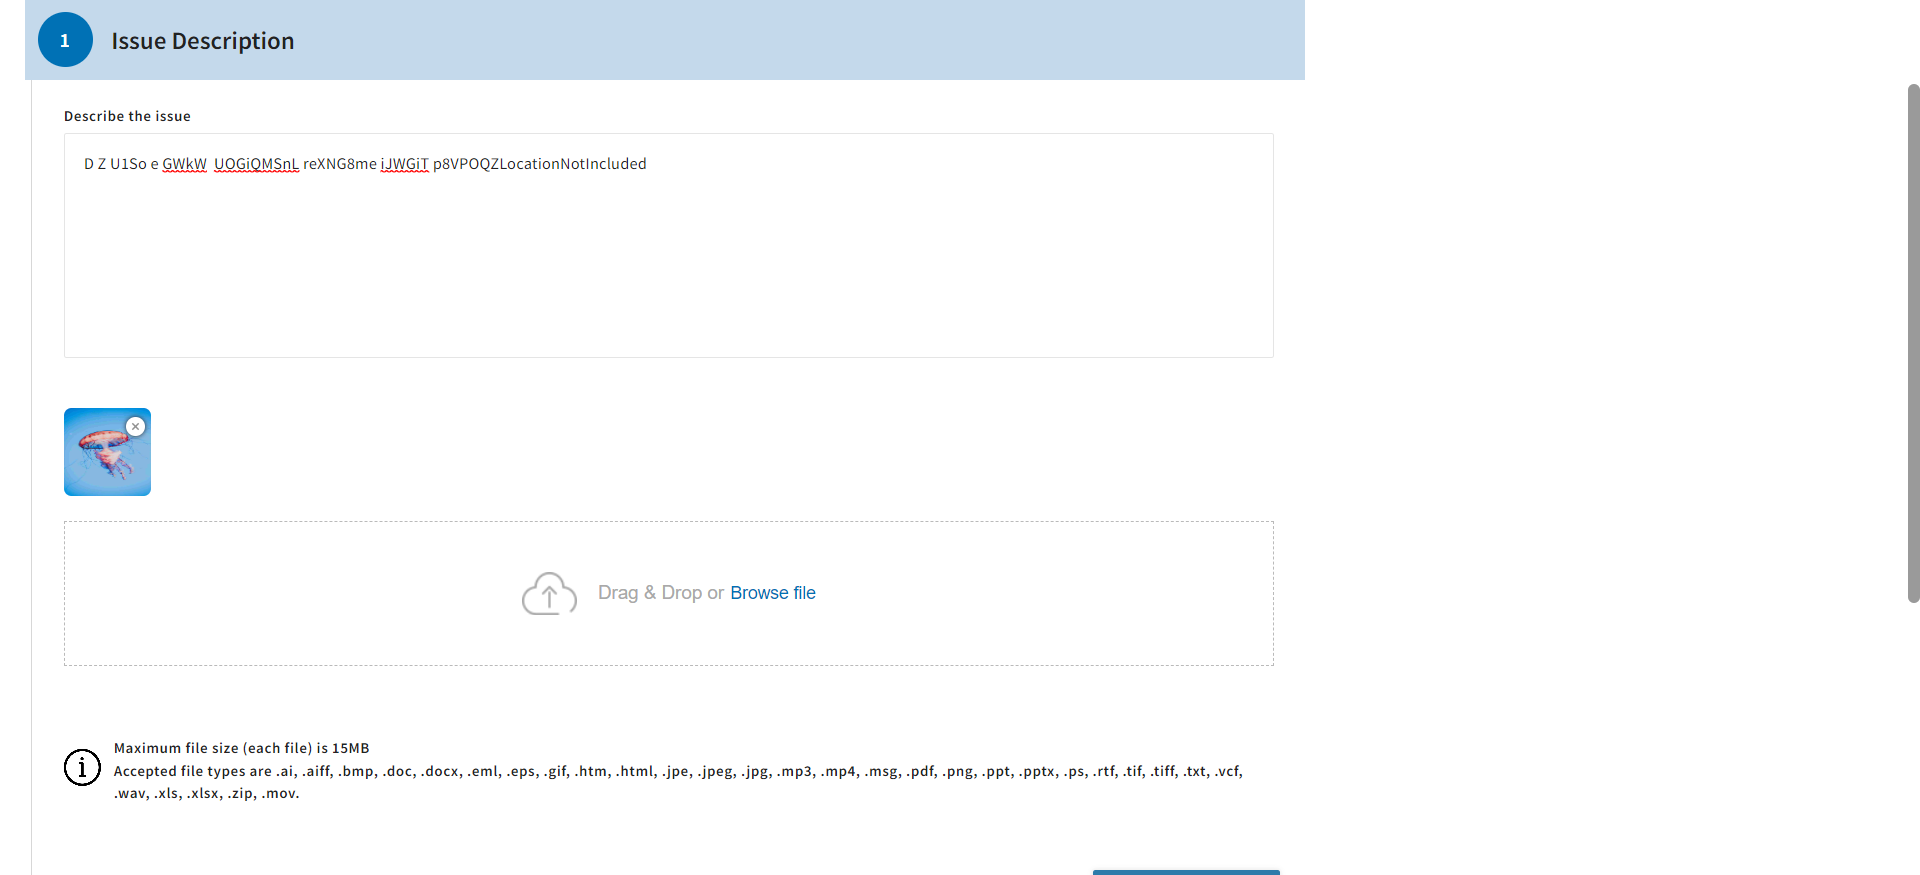 1
Issue Description
Describe the issue
D Z U1So e GWkW  UOGiQMSnL reXNG8me iJWGiT p8VPOQZLocationNotIncluded
Drag & Drop or Browse file
Maximum file size (each file) is 15MB
Accepted file types are .ai, .aiff, .bmp, .doc, .docx, .eml, .eps, .gif, .htm, .html, .jpe, .jpeg, .jpg, .mp3, .mp4, .msg, .pdf, .png, .ppt, .pptx, .ps, .rtf, .tif, .tiff, .txt, .vcf,
.wav, .xls, .xlsx, .zip, .mov.